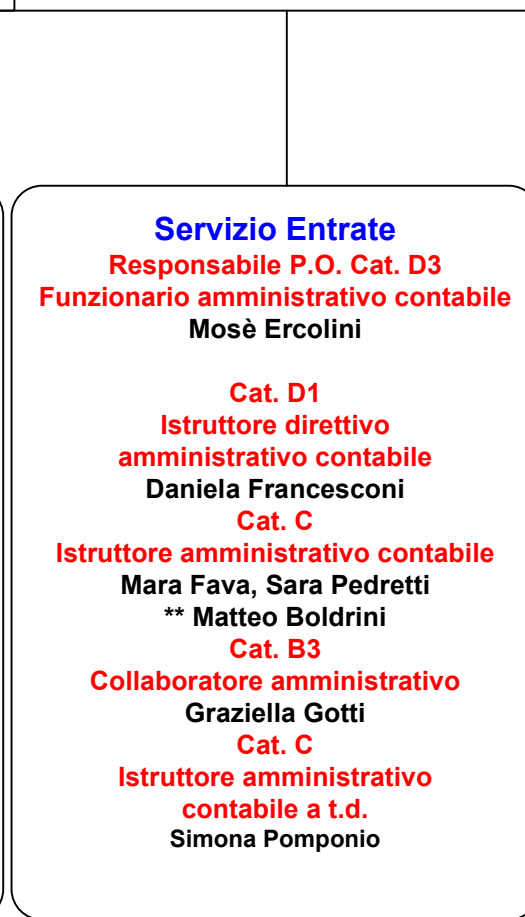 Servizio Entrate
Responsabile P.O. Cat. D3
Funzionario amministrativo contabile
Mosè Ercolini
Cat. D1
Istruttore direttivo
amministrativo contabile
Daniela Francesconi
Cat. C
Istruttore amministrativo contabile
Mara Fava, Sara Pedretti
** Matteo Boldrini
Cat. B3
Collaboratore amministrativo
Graziella Gotti
Cat. C
Istruttore amministrativo
contabile a t.d.
Simona Pomponio